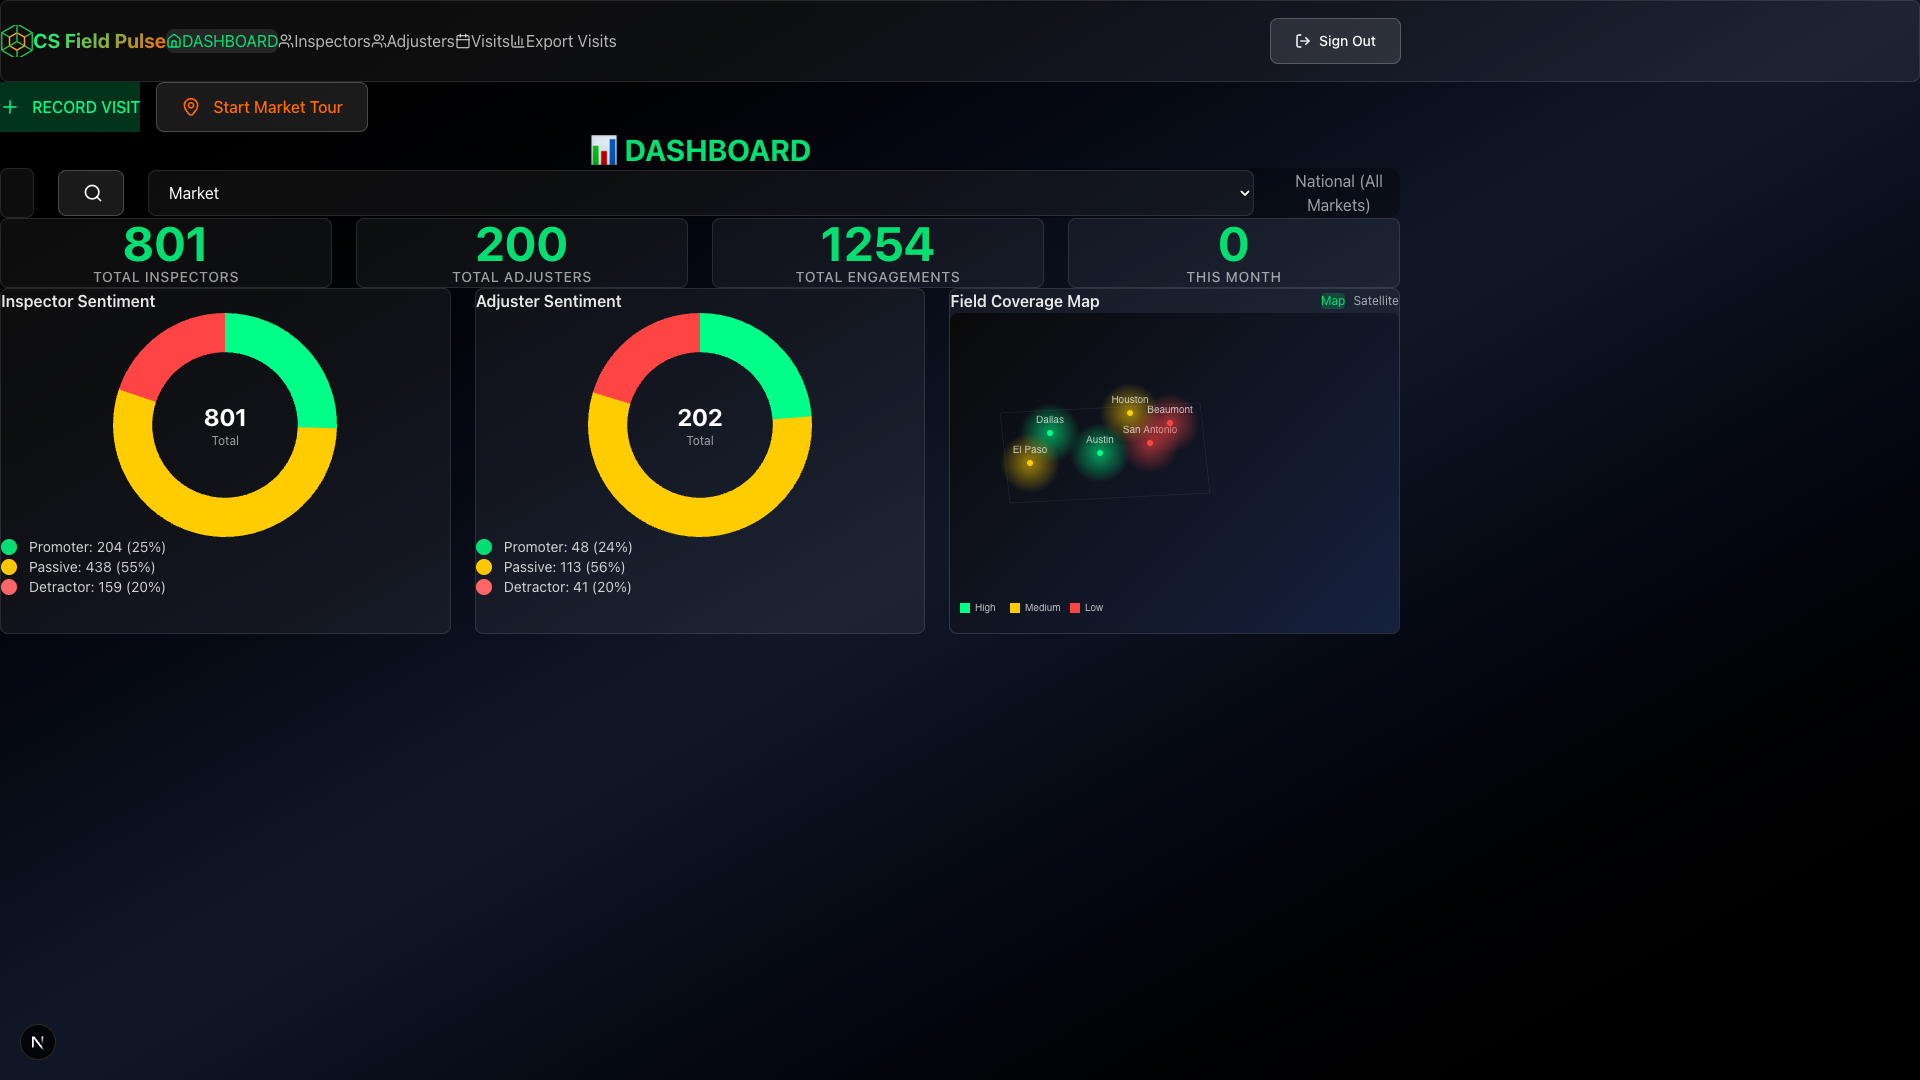 CS Field Pulse DASHBOARD Inspectors Adjusters Visits Export Visits Sign Out
RECORD VISIT Start Market Tour
📊 DASHBOARD
Market
National (All
Markets)
801
TOTAL INSPECTORS
200
TOTAL ADJUSTERS
1254
TOTAL ENGAGEMENTS
0
THIS MONTH
Inspector Sentiment
801
Total
Promoter: 204 (25%)
Passive: 438 (55%)
Detractor: 159 (20%)
Adjuster Sentiment
202
Total
Promoter: 48 (24%)
Passive: 113 (56%)
Detractor: 41 (20%)
Field Coverage Map Map Satellite
Houston
Beaumont
Dallas
San Antonio
Austin
El Paso
High Medium Low
N